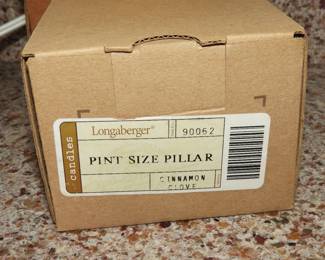 candles
Longaberger®
90062
PINT SIZE PILLAR
CINNAMON
CLOVE